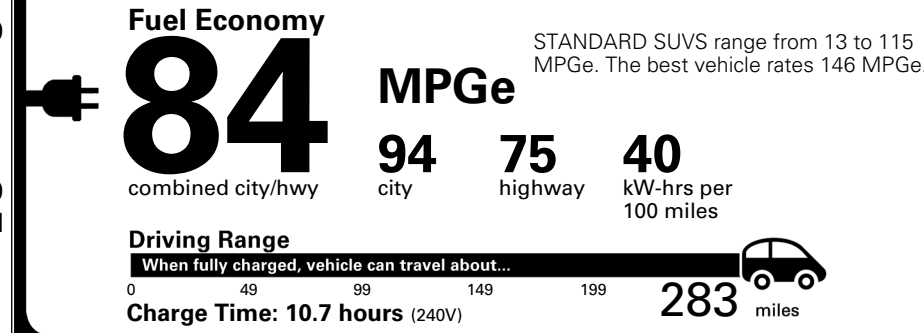 Fuel Economy
84
MPGe
STANDARD SUVS range from 13 to 115
MPGe. The best vehicle rates 146 MPGe.
combined city/hwy
94
city
75
highway
40
kW-hrs per
100 miles
Driving Range
When fully charged, vehicle can travel about...
0 49 99 149 199 283 miles
Charge Time: 10.7 hours (240V)